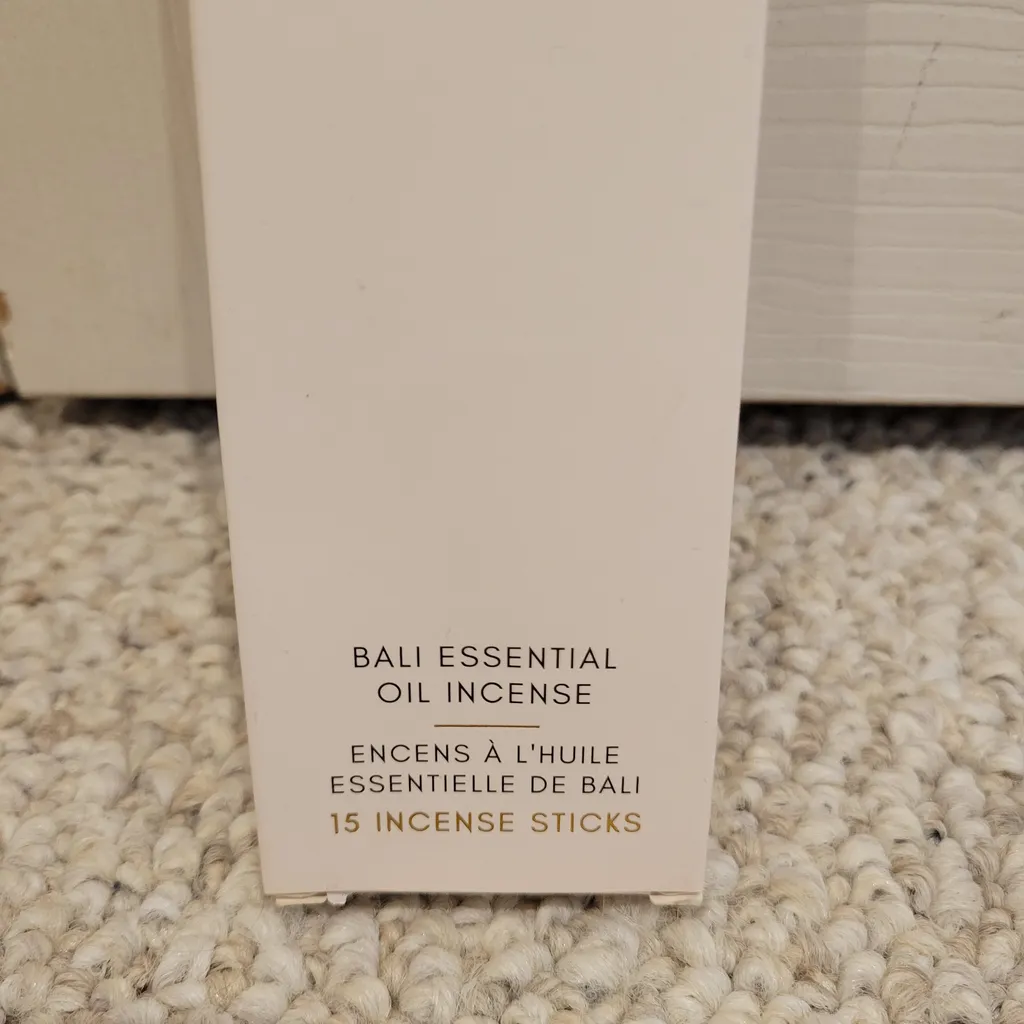 BALI ESSENTIAL
OIL INCENSE
ENCENS À L'HUILE
ESSENTIELLE DE BALI
15 INCENSE STICKS